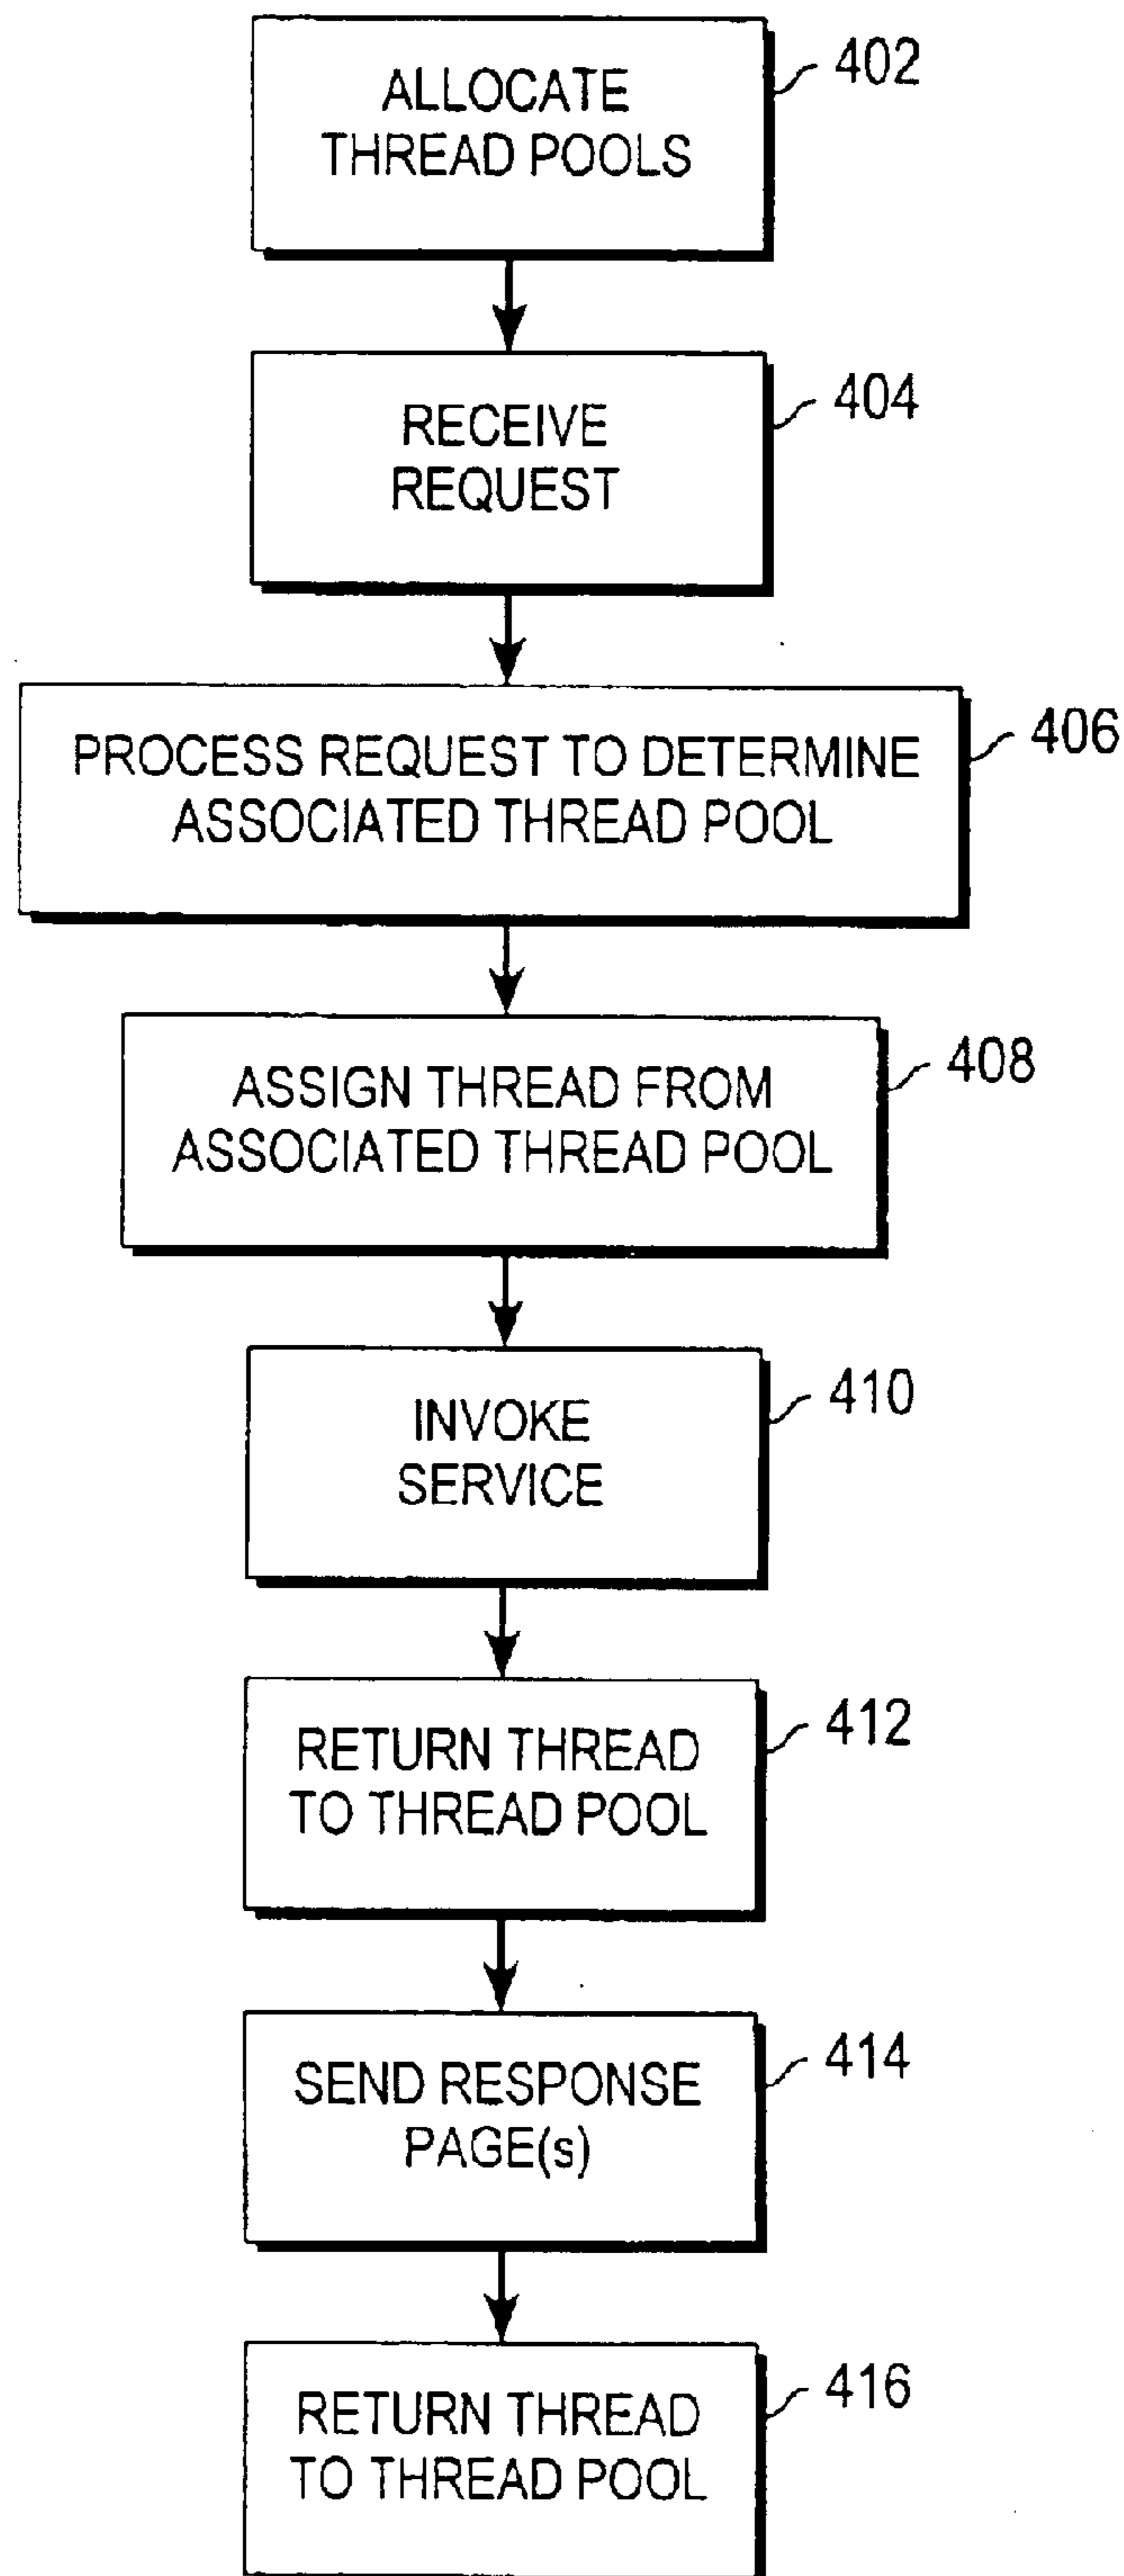 ALLOCATE
THREAD POOLS
402
RECEIVE
REQUEST
404
PROCESS REQUEST TO DETERMINE
ASSOCIATED THREAD POOL
406
ASSIGN THREAD FROM
ASSOCIATED THREAD POOL
408
INVOKE
SERVICE
410
RETURN THREAD
TO THREAD POOL
412
SEND RESPONSE
PAGE(s)
414
RETURN THREAD
TO THREAD POOL
416